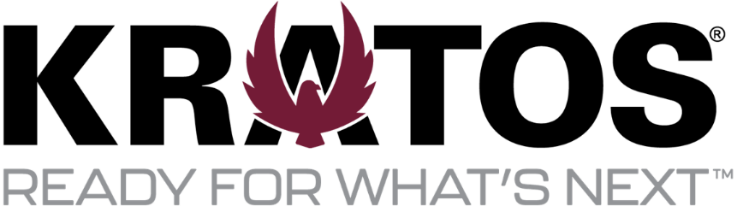 KRATOS®
READY FOR WHAT'S NEXT™